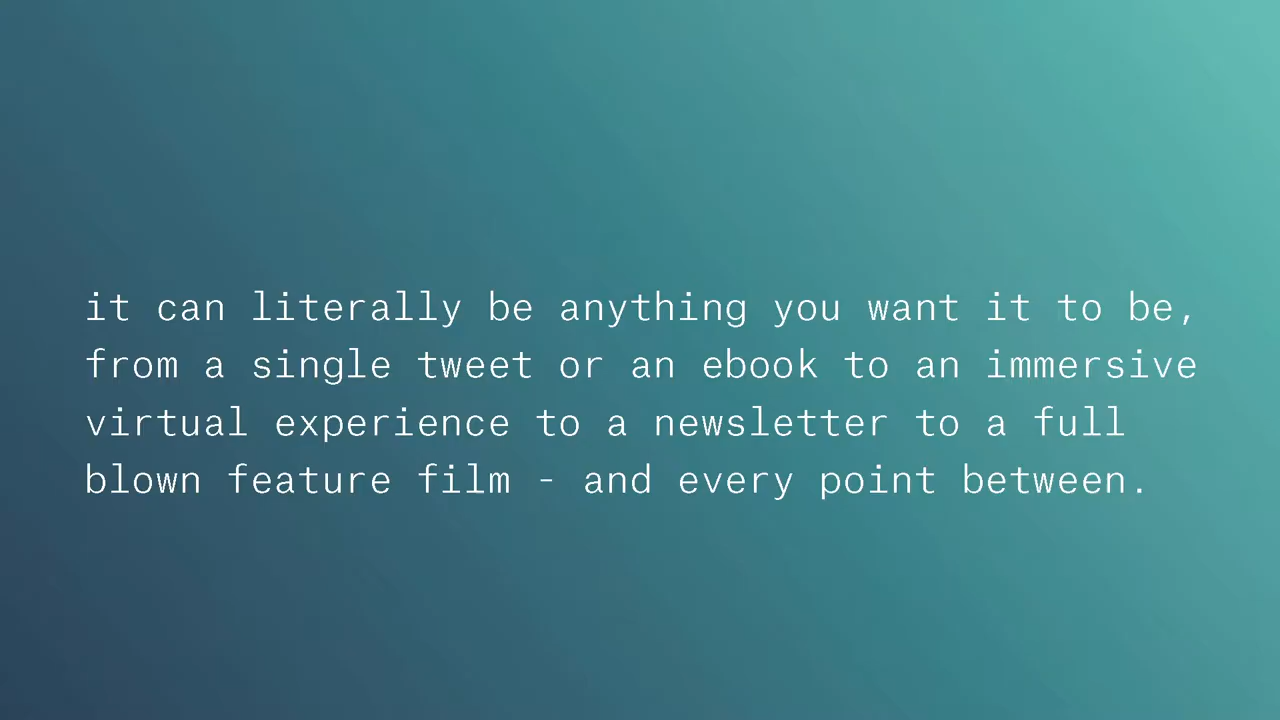 it can literally be anything you want it to be,
from a single tweet or an ebook to an immersive
virtual experience to a newsletter to a full
blown feature film - and every point between.